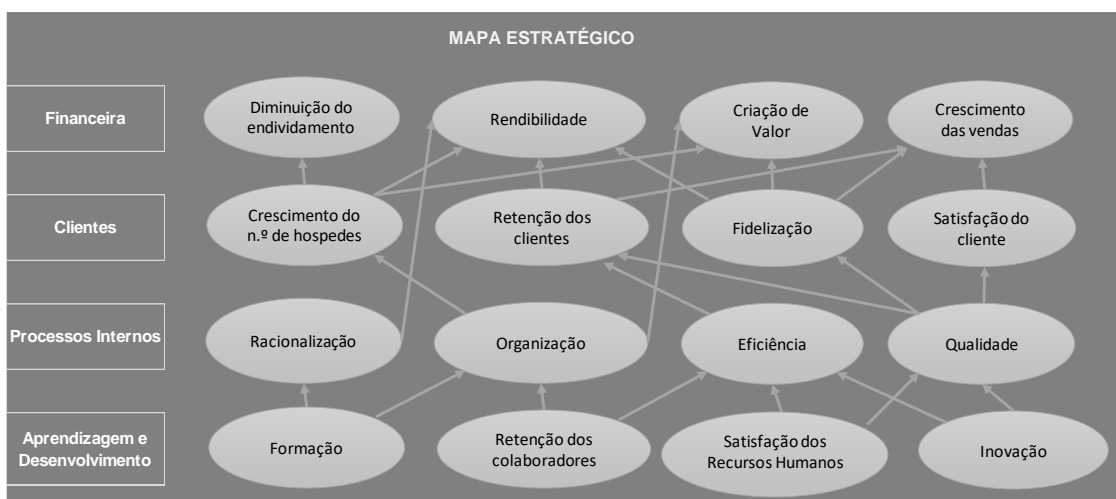 MAPA ESTRATÉGICO
Financeira
Diminuição do
endividamento
Rendibilidade
Criação de
Valor
Crescimento
das vendas
Clientes
Crescimento do
n.º de hospedes
Retenção dos
clientes
Fidelização
Satisfação do
cliente
Processos Internos
Racionalização
Organização
Eficiência
Qualidade
Aprendizagem e
Desenvolvimento
Formação
Retenção dos
colaboradores
Satisfação dos
Recursos Humanos
Inovação